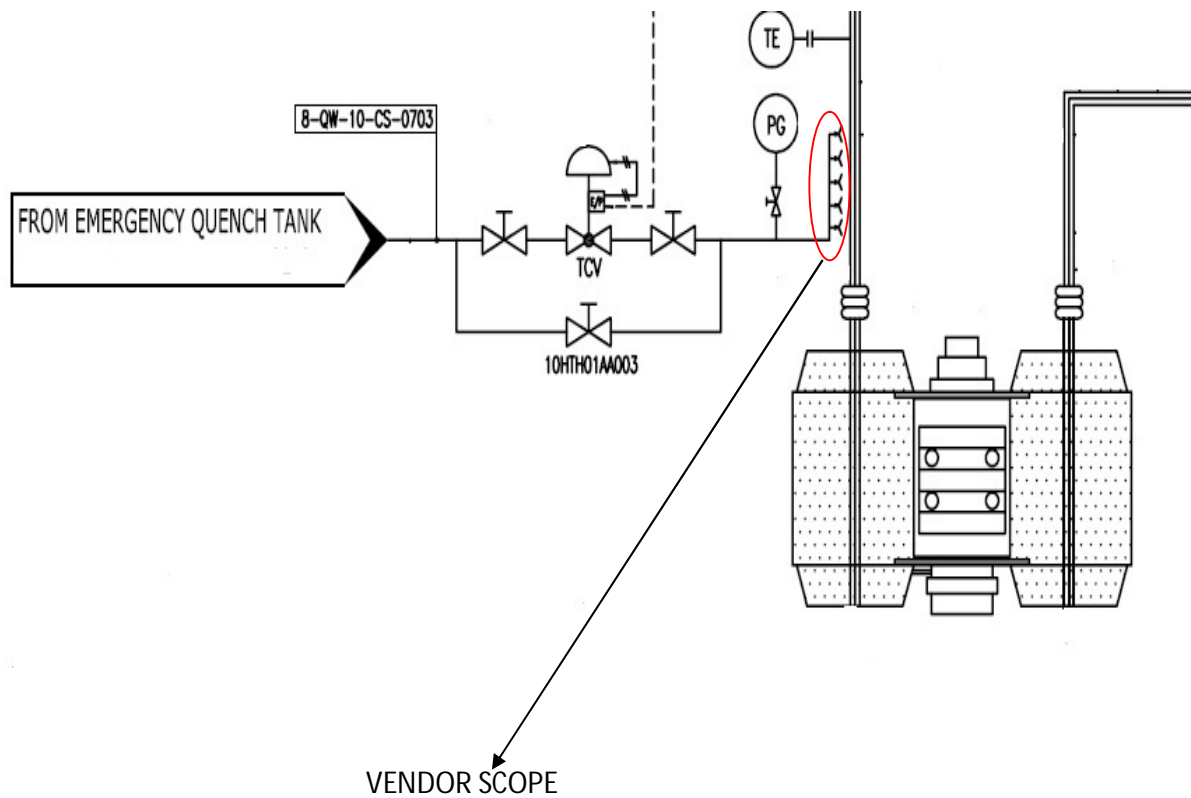 TE
8-QW-10-CS-0703
PG
E/P
FROM EMERGENCY QUENCH TANK
TCV
10HTH01AA003
VENDOR SCOPE